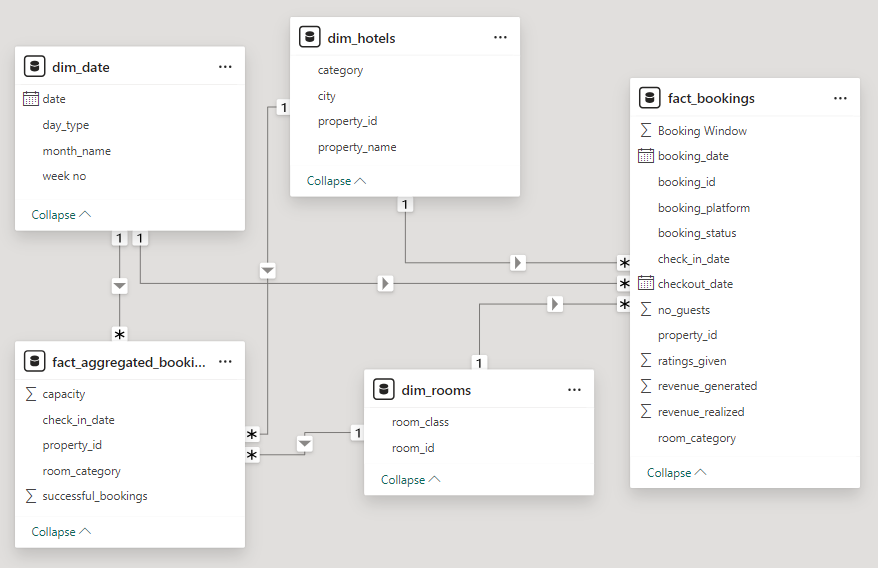 dim_date
date
day_type
month_name
week no
Collapse
dim_hotels
category
city
property_id
property_name
Collapse
fact_bookings
Booking Window
booking_date
booking_id
booking_platform
booking_status
check_in_date
checkout_date
no_guests
property_id
ratings_given
revenue_generated
revenue_realized
room_category
Collapse
fact_aggregated_booki...
capacity
check_in_date
property_id
room_category
successful_bookings
Collapse
dim_rooms
room_class
room_id
Collapse
1
1
1
1
1
1
*
*
*
*
*
*